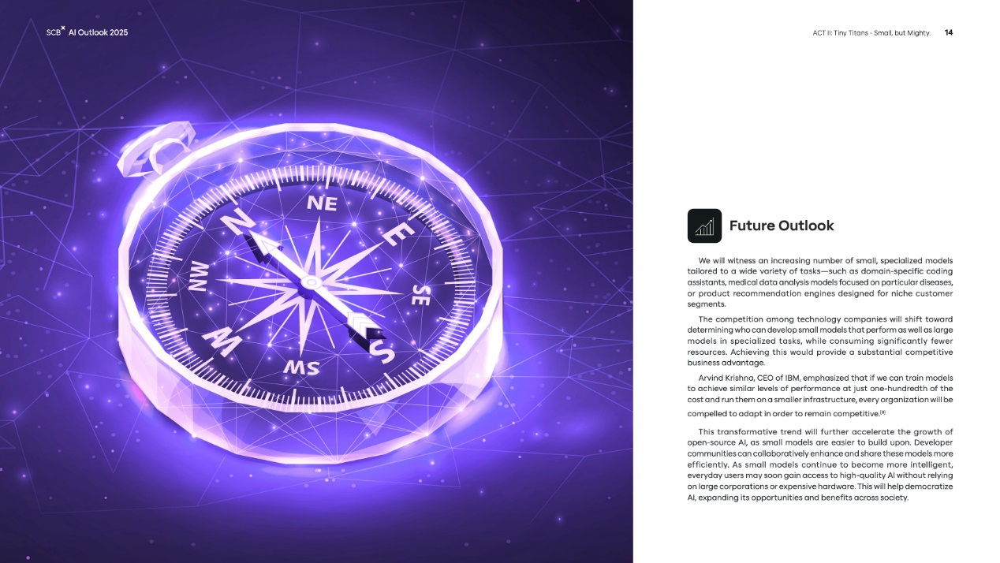 SCBX AI Outlook 2025
ACT II: Tiny Titans - Small, but Mighty. 14
N
NE
E
NW
SE
W
SW
S
Future Outlook
We will witness an increasing number of small, specialized models
tailored to a wide variety of tasks—such as domain-specific coding
assistants, medical data analysis models focused on particular diseases,
or product recommendation engines designed for niche customer
segments.
The competition among technology companies will shift toward
determining who can develop small models that perform as well as large
models in specialized tasks, while consuming significantly fewer
resources. Achieving this would provide a substantial competitive
business advantage.
Arvind Krishna, CEO of IBM, emphasized that if we can train models
to achieve similar levels of performance at just one-hundredth of the
cost and run them on a smaller infrastructure, every organization will be
compelled to adapt in order to remain competitive.[8]
This transformative trend will further accelerate the growth of
open-source AI, as small models are easier to build upon. Developer
communities can collaboratively enhance and share these models more
efficiently. As small models continue to become more intelligent,
everyday users may soon gain access to high-quality AI without relying
on large corporations or expensive hardware. This will help democratize
AI, expanding its opportunities and benefits across society.